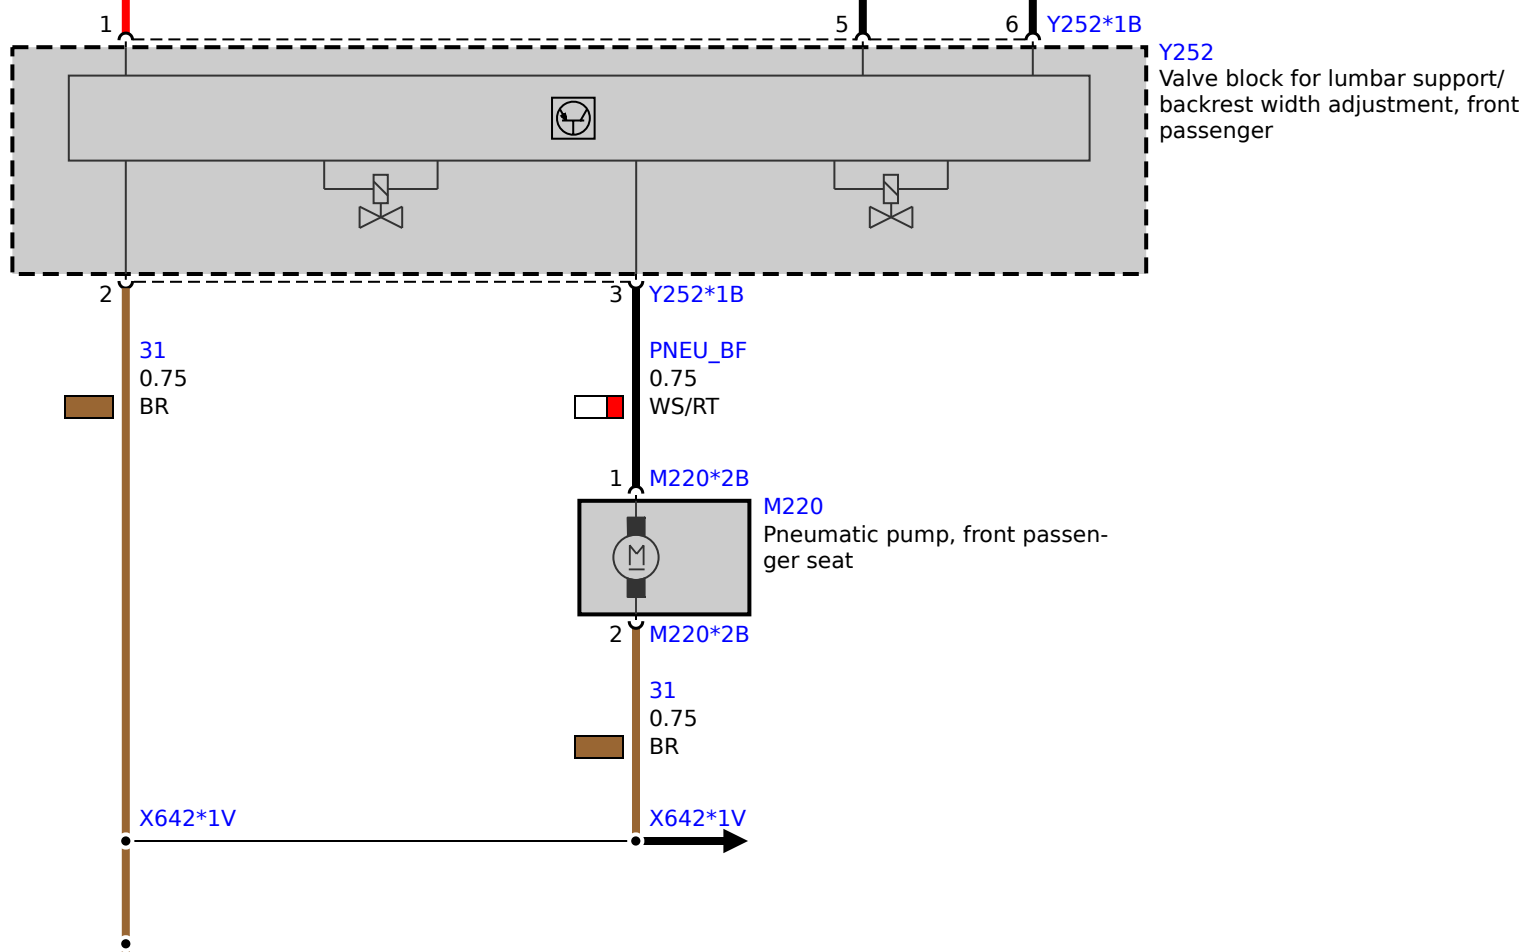 1
5
6
Y252*1B
Y252
Valve block for lumbar support/
backrest width adjustment, front
passenger
2
3
Y252*1B
31
0.75
BR
PNEU_BF
0.75
WS/RT
1
M220*2B
M220
Pneumatic pump, front passen-
ger seat
M
2
M220*2B
31
0.75
BR
X642*1V
X642*1V